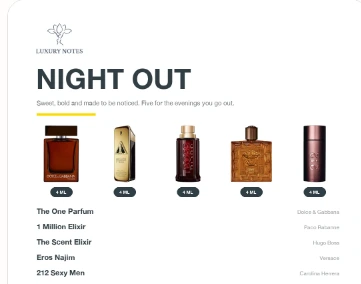 LUXURY NOTES
NIGHT OUT
Sweet, bold and made to be noticed. Five for the evenings you go out.
4 ML
4 ML
4 ML
4 ML
4 ML
The One Parfum Dolce & Gabbana
1 Million Elixir Paco Rabanne
The Scent Elixir Hugo Boss
Eros Najim Versace
212 Sexy Men Carolina Herrera